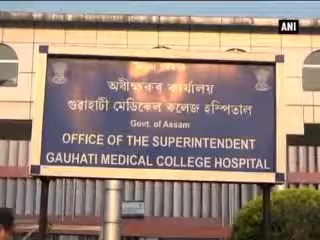 ANI
অধীক্ষকৰ কাৰ্যালয়
গুৱাহাটী মেডিকেল কলেজ হস্পিতাল
Govt. of Assam
OFFICE OF THE SUPERINTENDENT
GAUHATI MEDICAL COLLEGE HOSPITAL